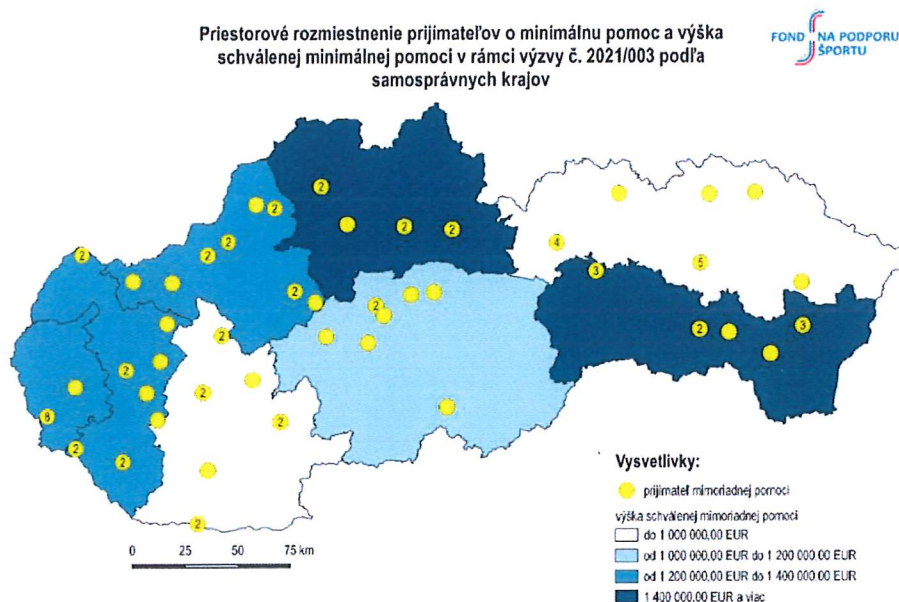 Priestorové rozmiestnenie prijimateľov o minimálnu pomoc a výška
schválenej minimálnej pomoci v rámci výzvy č. 2021/003 podľa
samosprávnych krajov
FOND NA PODPORU
ŠPORTU
2
2
2
2
2
2
2
4
5
3
2
2
2
3
2
2
2
2
8
2
2
2
2
Vysvetlivky:
prijímateľ mimoriadnej pomoci
výška schválenej mimoriadnej pomoci
do 1 000 000,00 EUR
od 1 000 000,00 EUR do 1 200 000,00 EUR
od 1 200 000,00 EUR do 1 400 000,00 EUR
1 400 000,00 EUR a viac
0 25 50 75 km